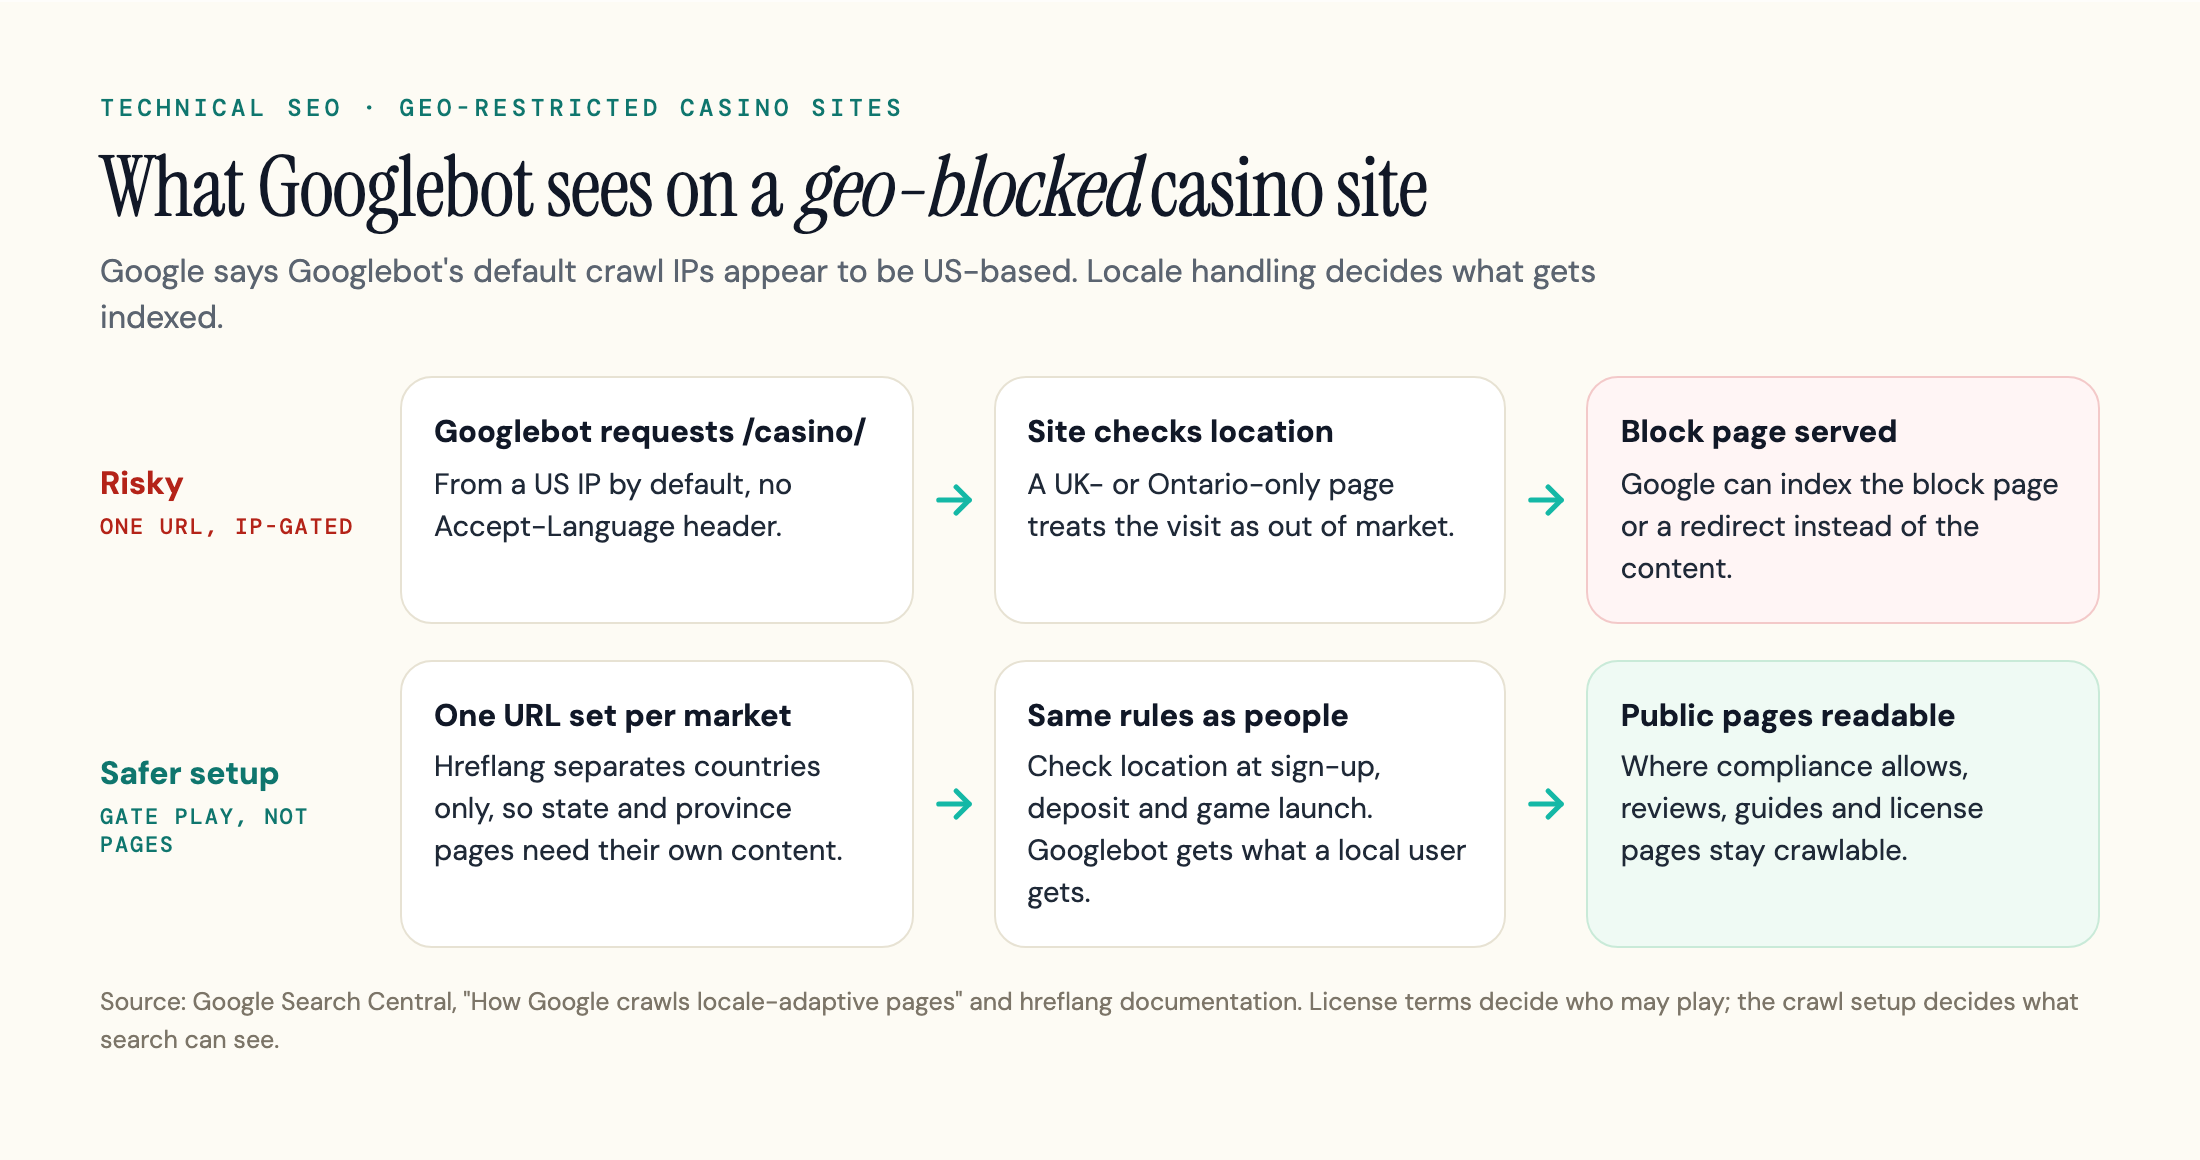 TECHNICAL SEO · GEO-RESTRICTED CASINO SITES
What Googlebot sees on a geo-blocked casino site
Google says Googlebot's default crawl IPs appear to be US-based. Locale handling decides what gets
indexed.
Risky
ONE URL, IP-GATED
Googlebot requests /casino/
From a US IP by default, no
Accept-Language header.
Site checks location
A UK- or Ontario-only page
treats the visit as out of market.
Block page served
Google can index the block page
or a redirect instead of the
content.
Safer setup
GATE PLAY, NOT
PAGES
One URL set per market
Hreflang separates countries
only, so state and province
pages need their own content.
Same rules as people
Check location at sign-up,
deposit and game launch.
Googlebot gets what a local user
gets.
Public pages readable
Where compliance allows,
reviews, guides and license
pages stay crawlable.
Source: Google Search Central, "How Google crawls locale-adaptive pages" and hreflang documentation. License terms decide who may play; the crawl setup decides what
search can see.